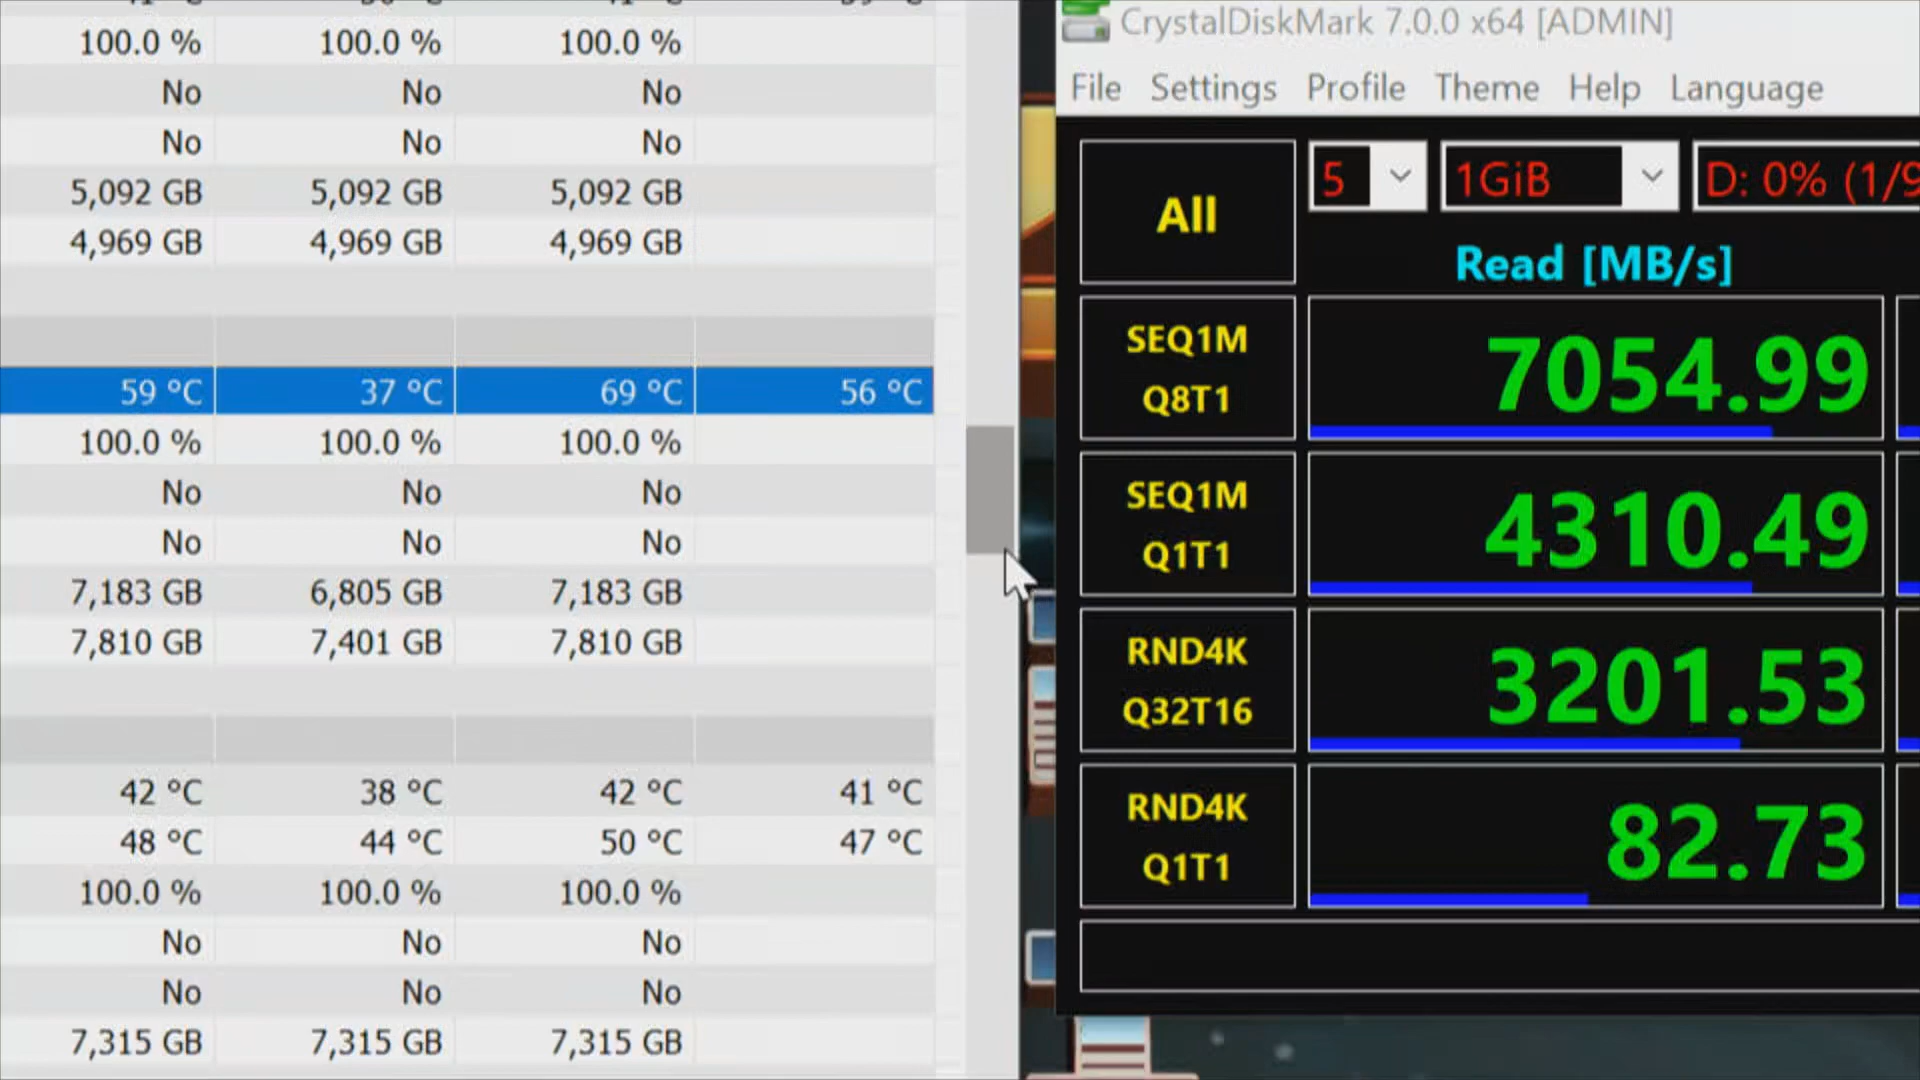 100.0 % 100.0 % 100.0 %
No No No
No No No
5,092 GB 5,092 GB 5,092 GB
4,969 GB 4,969 GB 4,969 GB
59 °C 37 °C 69 °C 56 °C
100.0 % 100.0 % 100.0 %
No No No
No No No
7,183 GB 6,805 GB 7,183 GB
7,810 GB 7,401 GB 7,810 GB
42 °C 38 °C 42 °C 41 °C
48 °C 44 °C 50 °C 47 °C
100.0 % 100.0 % 100.0 %
No No No
No No No
7,315 GB 7,315 GB 7,315 GB
CrystalDiskMark 7.0.0 x64 [ADMIN]
File Settings Profile Theme Help Language
All
5 1GiB D: 0% (1/9
Read [MB/s]
SEQ1M
Q8T1
7054.99
SEQ1M
Q1T1
4310.49
RND4K
Q32T16
3201.53
RND4K
Q1T1
82.73